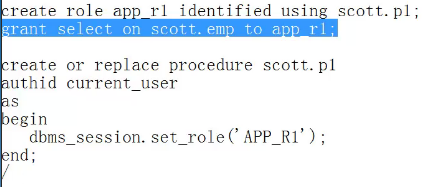 create role app_r1 identified using scott.p1;
grant select on scott.emp to app_r1;
create or replace procedure scott.p1
authid current_user
as
begin
dbms_session.set_role('APP_R1');
end;
/